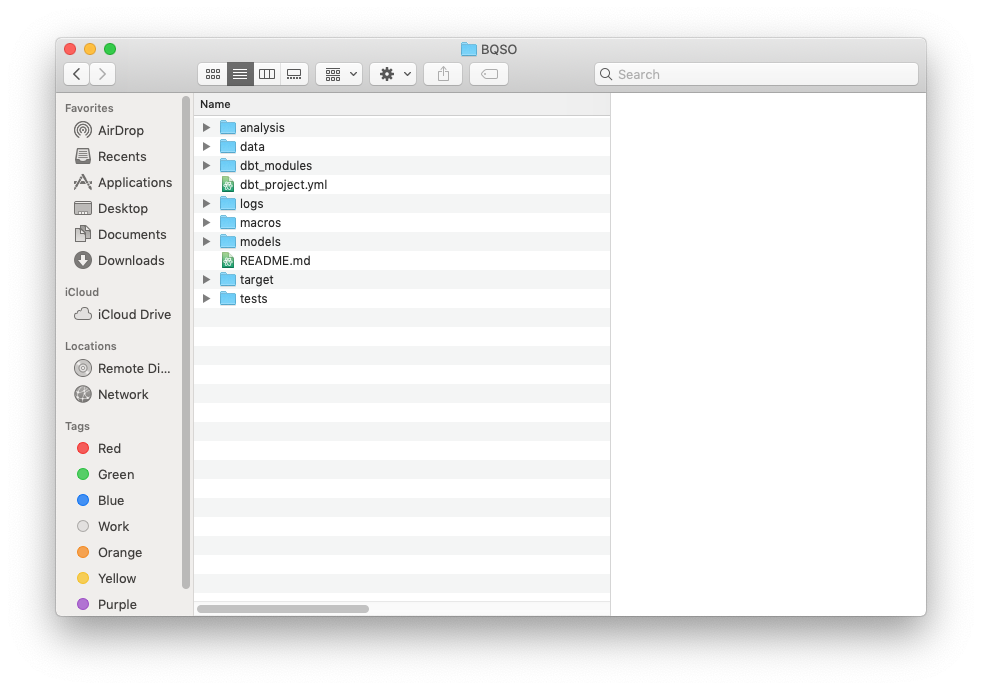 BQSO
Search
Favorites
AirDrop
Recents
Applications
Desktop
Documents
Downloads
iCloud
iCloud Drive
Locations
Remote Di...
Network
Tags
Red
Green
Blue
Work
Orange
Yellow
Purple
Name
analysis
data
dbt_modules
dbt_project.yml
logs
macros
models
README.md
target
tests